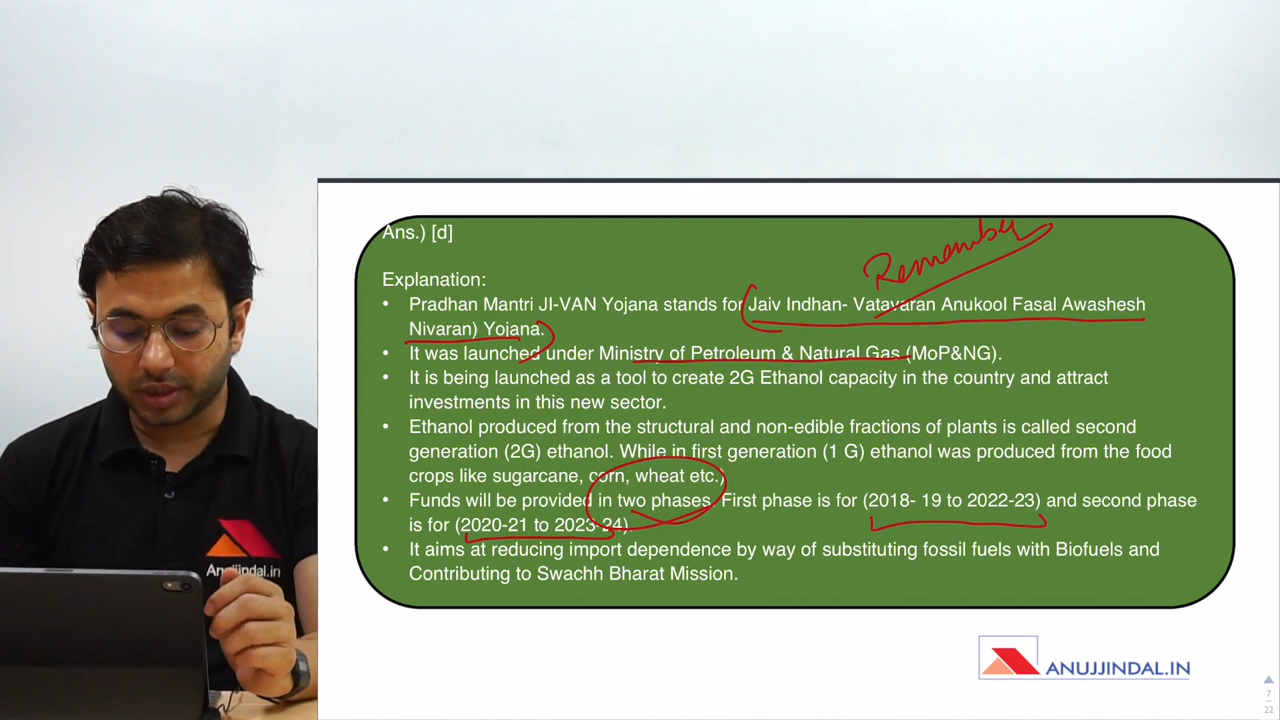 Ans.) [d]
Remember
Explanation:
• Pradhan Mantri JI-VAN Yojana stands for Jaiv Indhan- Vatavaran Anukool Fasal Awashesh
Nivaran) Yojana.
• It was launched under Ministry of Petroleum & Natural Gas (MoP&NG).
• It is being launched as a tool to create 2G Ethanol capacity in the country and attract
investments in this new sector.
• Ethanol produced from the structural and non-edible fractions of plants is called second
generation (2G) ethanol. While in first generation (1 G) ethanol was produced from the food
crops like sugarcane, corn, wheat etc.)
• Funds will be provided in two phases. First phase is for (2018- 19 to 2022-23) and second phase
is for (2020-21 to 2023-24).
• It aims at reducing import dependence by way of substituting fossil fuels with Biofuels and
Contributing to Swachh Bharat Mission.
Anujjindal.in
ANUJJINDAL.IN
7
22